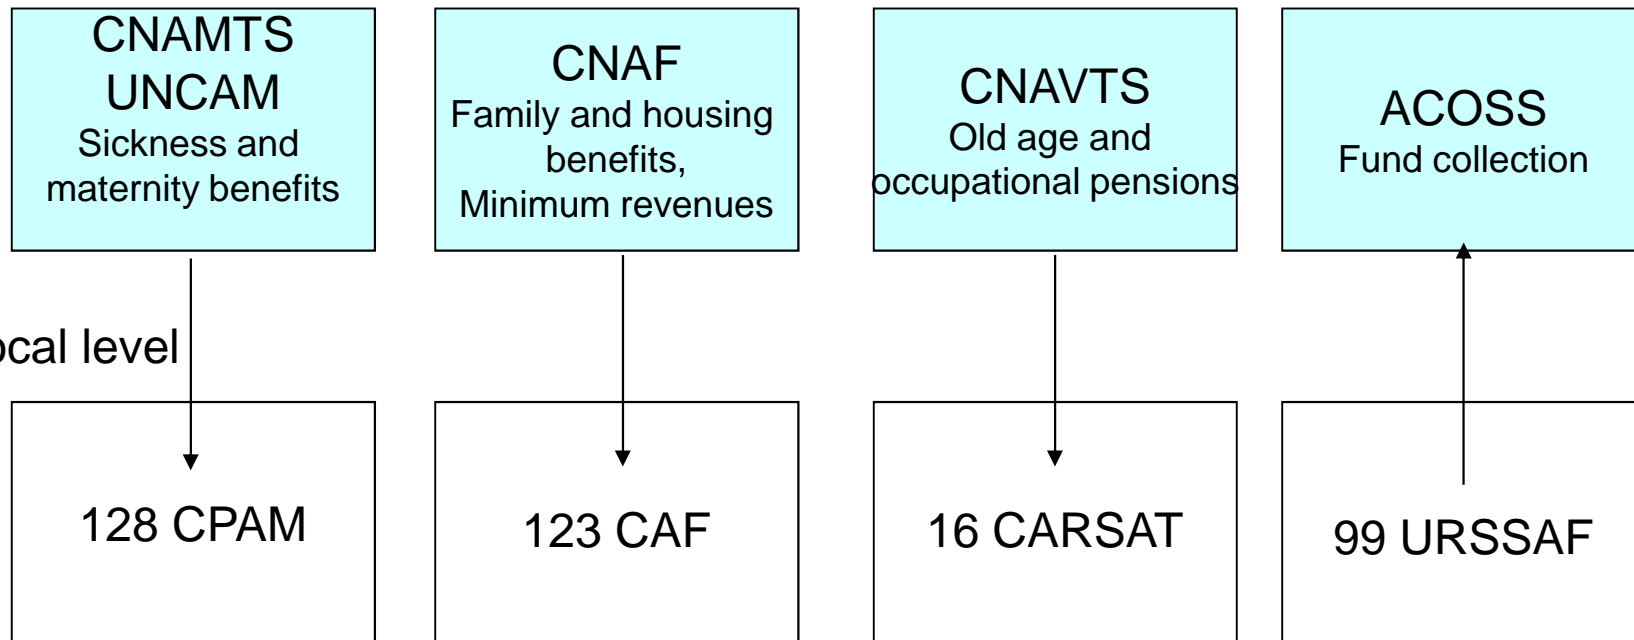 CNAMTS
UNCAM
Sickness and
maternity benefits
CNAF
Family and housing
benefits,
Minimum revenues
CNAVTS
Old age and
occupational pensions
ACOSS
Fund collection
ocal level
128 CPAM
123 CAF
16 CARSAT
99 URSSAF